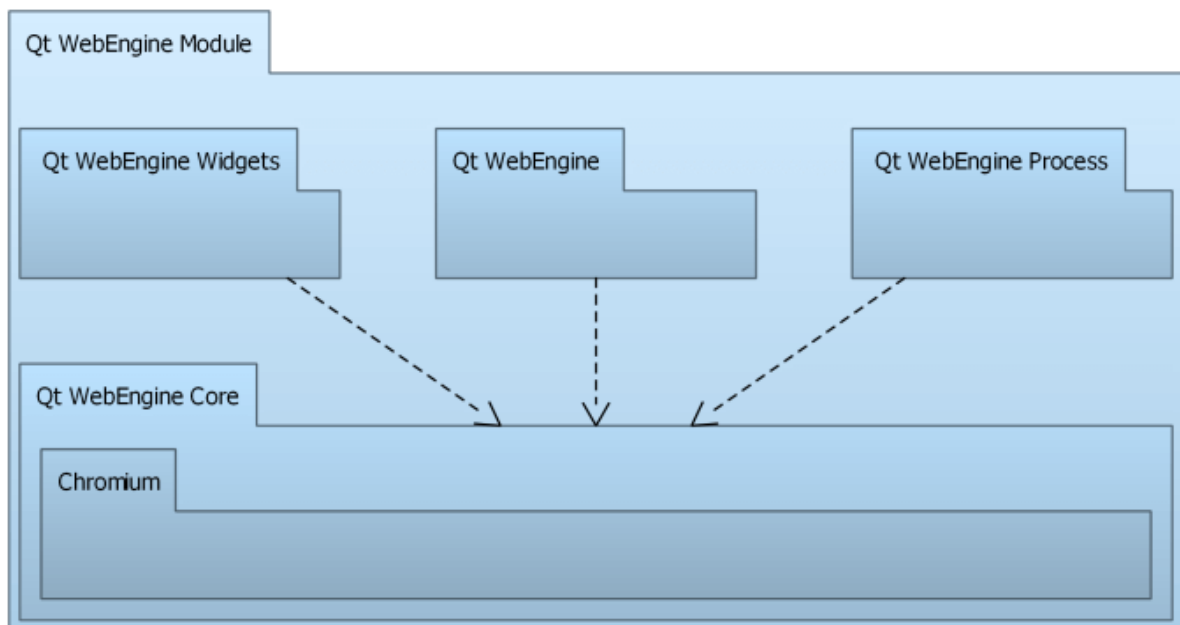 Qt WebEngine Module
Qt WebEngine Widgets
Qt WebEngine
Qt WebEngine Process
Qt WebEngine Core
Chromium